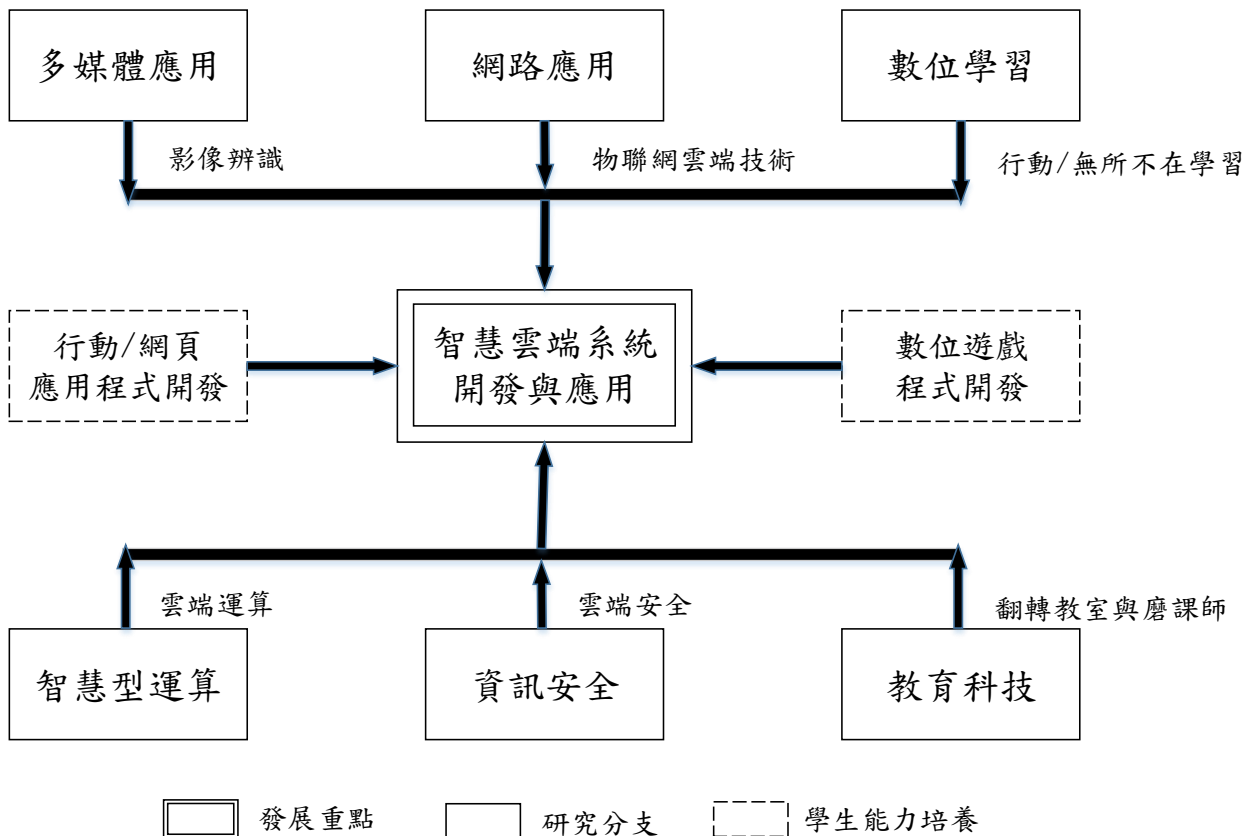 多媒體應用
網路應用
數位學習
影像辨識
物聯網雲端技術
行動/無所不在學習
行動/網頁
應用程式開發
智慧雲端系統
開發與應用
數位遊戲
程式開發
雲端運算
雲端安全
翻轉教室與磨課師
智慧型運算
資訊安全
教育科技
發展重點
研究分支
學生能力培養